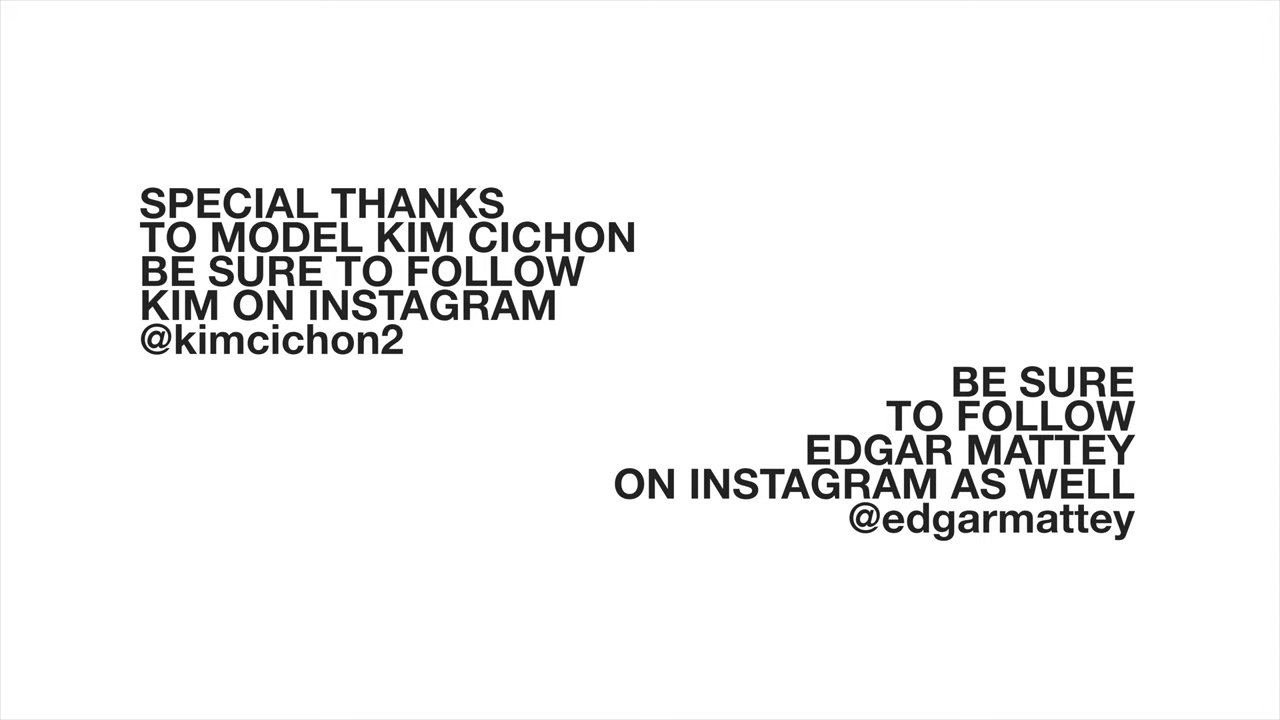 SPECIAL THANKS
TO MODEL KIM CICHON
BE SURE TO FOLLOW
KIM ON INSTAGRAM
@kimcichon2
BE SURE
TO FOLLOW
EDGAR MATTEY
ON INSTAGRAM AS WELL
@edgarmattey